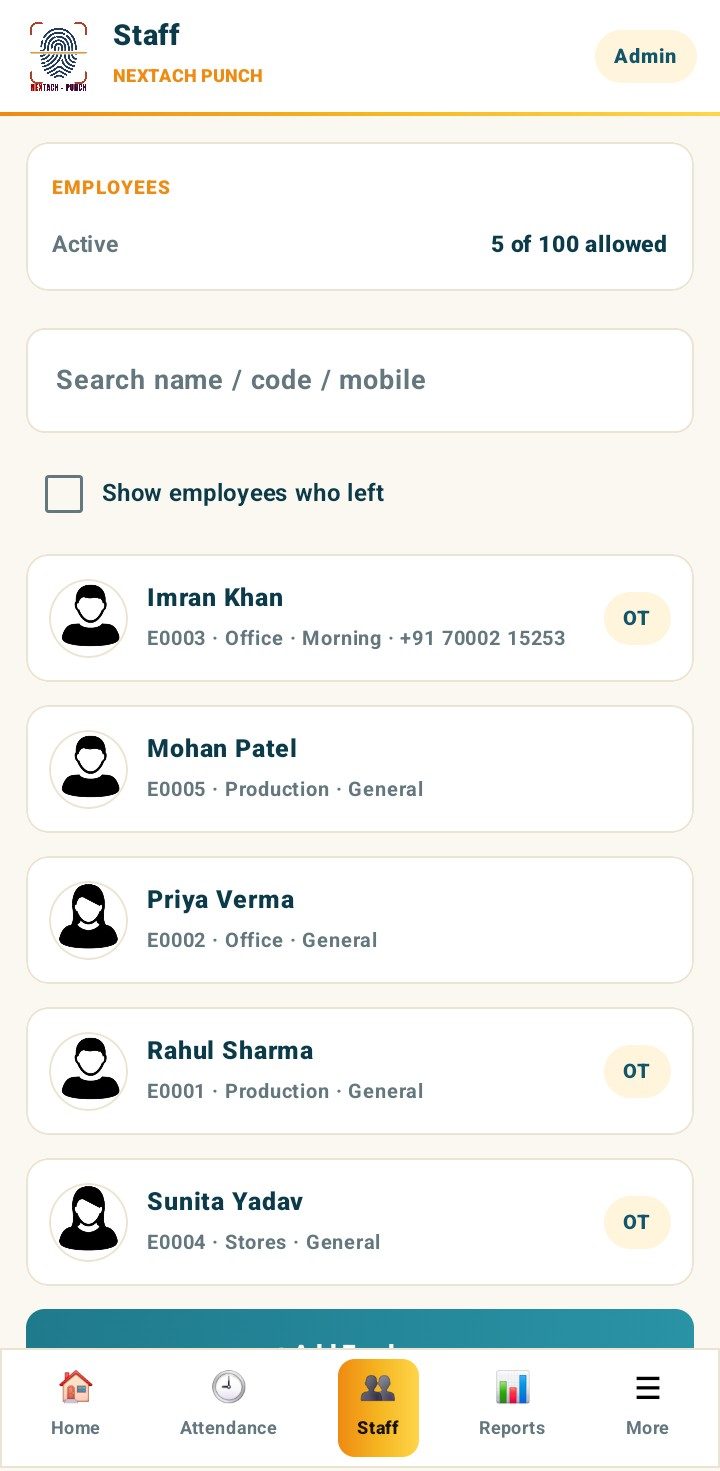 Staff
NEXTACH PUNCH
NEXTACH - PUNCH
Admin
EMPLOYEES
Active
5 of 100 allowed
Search name / code / mobile
Show employees who left
Imran Khan
E0003 · Office · Morning · +91 70002 15253
OT
Mohan Patel
E0005 · Production · General
Priya Verma
E0002 · Office · General
Rahul Sharma
E0001 · Production · General
OT
Sunita Yadav
E0004 · Stores · General
OT
Home
Attendance
Staff
Reports
More